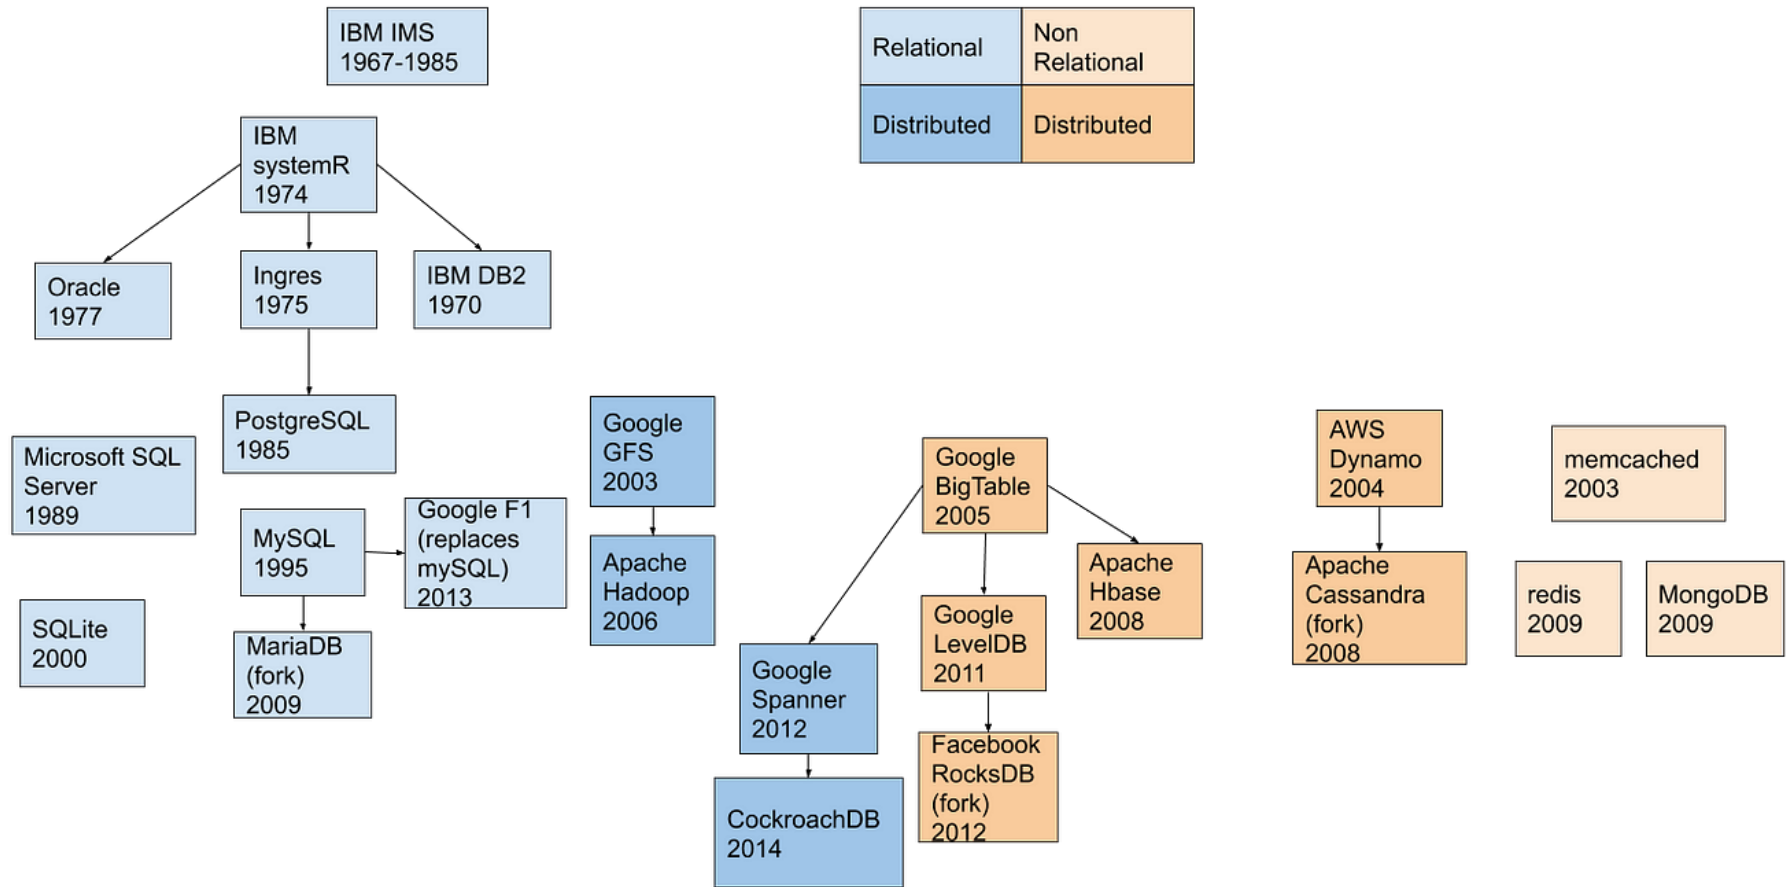 IBM IMS
1967-1985
Relational
Non
Relational
Distributed
Distributed
IBM
systemR
1974
Oracle
1977
Ingres
1975
IBM DB2
1970
PostgreSQL
1985
Microsoft SQL
Server
1989
MySQL
1995
Google F1
(replaces
mySQL)
2013
SQLite
2000
MariaDB
(fork)
2009
Google
GFS
2003
Apache
Hadoop
2006
Google
BigTable
2005
Apache
Hbase
2008
Google
LevelDB
2011
Google
Spanner
2012
Facebook
RocksDB
(fork)
2012
CockroachDB
2014
AWS
Dynamo
2004
Apache
Cassandra
(fork)
2008
memcached
2003
redis
2009
MongoDB
2009